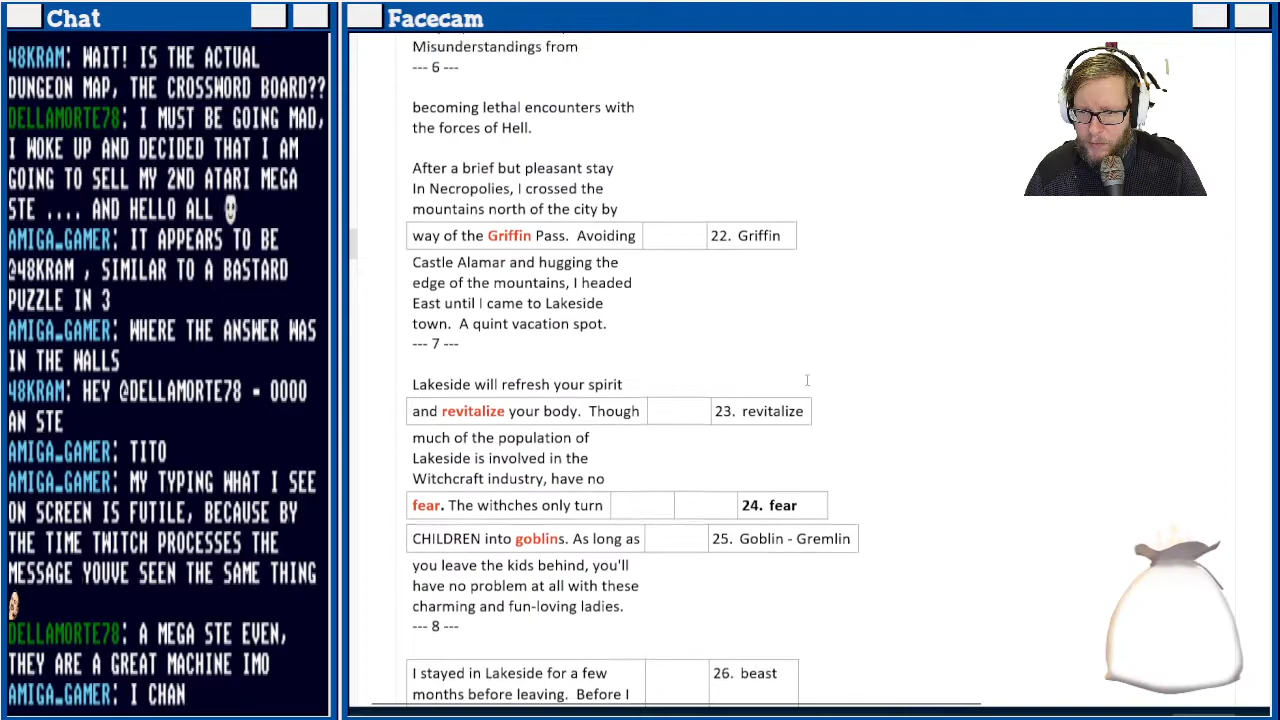 Chat
48KRAM: WAIT! IS THE ACTUAL
DUNGEON MAP, THE CROSSWORD BOARD??
DELLAMORTE78: I MUST BE GOING MAD,
I WOKE UP AND DECIDED THAT I AM
GOING TO SELL MY 2ND ATARI MEGA
STE .... AND HELLO ALL
AMIGA_GAMER: IT APPEARS TO BE
@48KRAM , SIMILAR TO A BASTARD
PUZZLE IN 3
AMIGA_GAMER: WHERE THE ANSWER WAS
IN THE WALLS
48KRAM: HEY @DELLAMORTE78 - OOOO
AN STE
AMIGA_GAMER: TITO
AMIGA_GAMER: MY TYPING WHAT I SEE
ON SCREEN IS FUTILE, BECAUSE BY
THE TIME TWITCH PROCESSES THE
MESSAGE YOUVE SEEN THE SAME THING
DELLAMORTE78: A MEGA STE EVEN,
THEY ARE A GREAT MACHINE IMO
AMIGA_GAMER: I CHAN
Facecam
Misunderstandings from
--- 6 ---
becoming lethal encounters with
the forces of Hell.
After a brief but pleasant stay
In Necropolies, I crossed the
mountains north of the city by
way of the Griffin Pass. Avoiding 22. Griffin
Castle Alamar and hugging the
edge of the mountains, I headed
East until I came to Lakeside
town. A quint vacation spot.
--- 7 ---
Lakeside will refresh your spirit
and revitalize your body. Though 23. revitalize
much of the population of
Lakeside is involved in the
Witchcraft industry, have no
fear. The withches only turn 24. fear
CHILDREN into goblins. As long as 25. Goblin - Gremlin
you leave the kids behind, you'll
have no problem at all with these
charming and fun-loving ladies.
--- 8 ---
I stayed in Lakeside for a few 26. beast
months before leaving. Before I